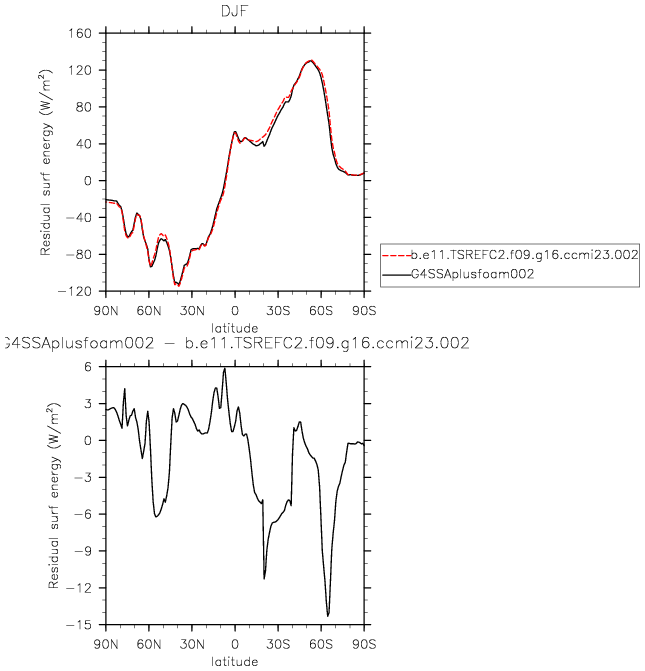 DJF
Residual surf energy (W/m²)
160
120
80
40
0
−40
−80
−120
90N 60N 30N 0 30S 60S 90S
latitude
b.e11.TSREFC2.f09.g16.ccmi23.002
G4SSAplusfoam002
G4SSAplusfoam002 − b.e11.TSREFC2.f09.g16.ccmi23.002
Residual surf energy (W/m²)
6
3
0
−3
−6
−9
−12
−15
90N 60N 30N 0 30S 60S 90S
latitude